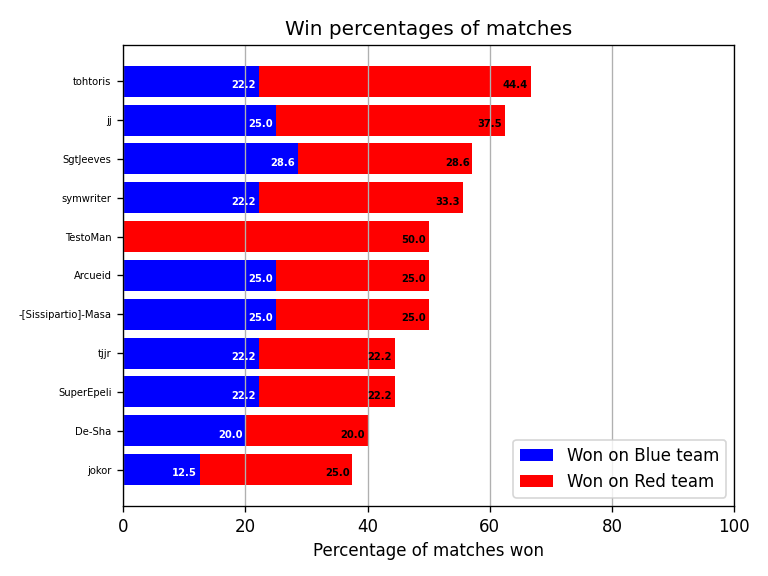 Win percentages of matches
tohtoris 22.2 44.4
jj 25.0 37.5
SgtJeeves 28.6 28.6
symwriter 22.2 33.3
TestoMan 50.0
Arcueid 25.0 25.0
-[Sissipartio]-Masa 25.0 25.0
tjjr 22.2 22.2
SuperEpeli 22.2 22.2
De-Sha 20.0 20.0
jokor 12.5 25.0
Won on Blue team
Won on Red team
0 20 40 60 80 100
Percentage of matches won